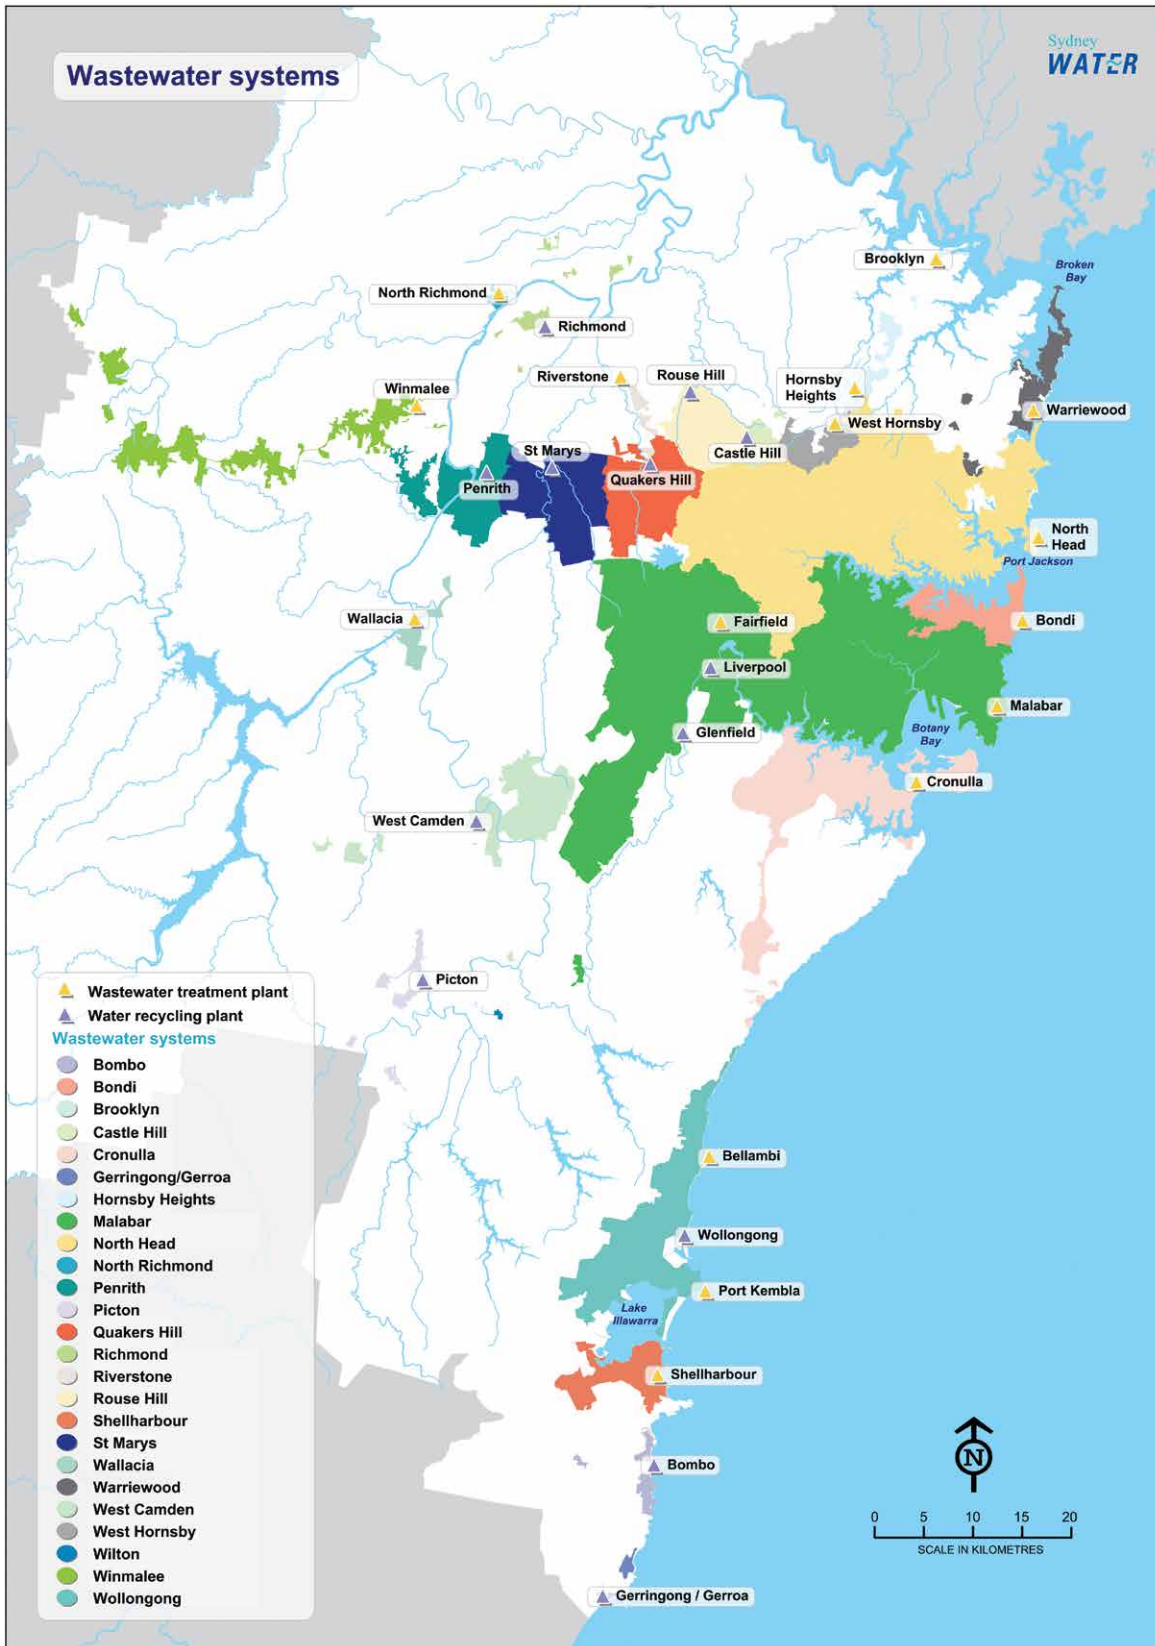 Wastewater systems
Sydney
WATER
Broken
Bay
Brooklyn
North Richmond
Richmond
Riverstone
Rouse Hill
Hornsby
Heights
Winmalee
Warriewood
West Hornsby
St Marys
Castle Hill
Quakers Hill
Penrith
North
Head
Port Jackson
Wallacia
Fairfield
Bondi
Liverpool
Malabar
Glenfield
Botany
Bay
Cronulla
West Camden
Picton
Wastewater treatment plant
Water recycling plant
Wastewater systems
Bombo
Bondi
Brooklyn
Castle Hill
Cronulla
Gerringong/Gerroa
Hornsby Heights
Malabar
North Head
North Richmond
Penrith
Picton
Quakers Hill
Richmond
Riverstone
Rouse Hill
Shellharbour
St Marys
Wallacia
Warriewood
West Camden
West Hornsby
Wilton
Winmalee
Wollongong
Bellambi
Wollongong
Port Kembla
Lake
Illawarra
Shellharbour
Bombo
Gerringong / Gerroa
N
0 5 10 15 20
SCALE IN KILOMETRES